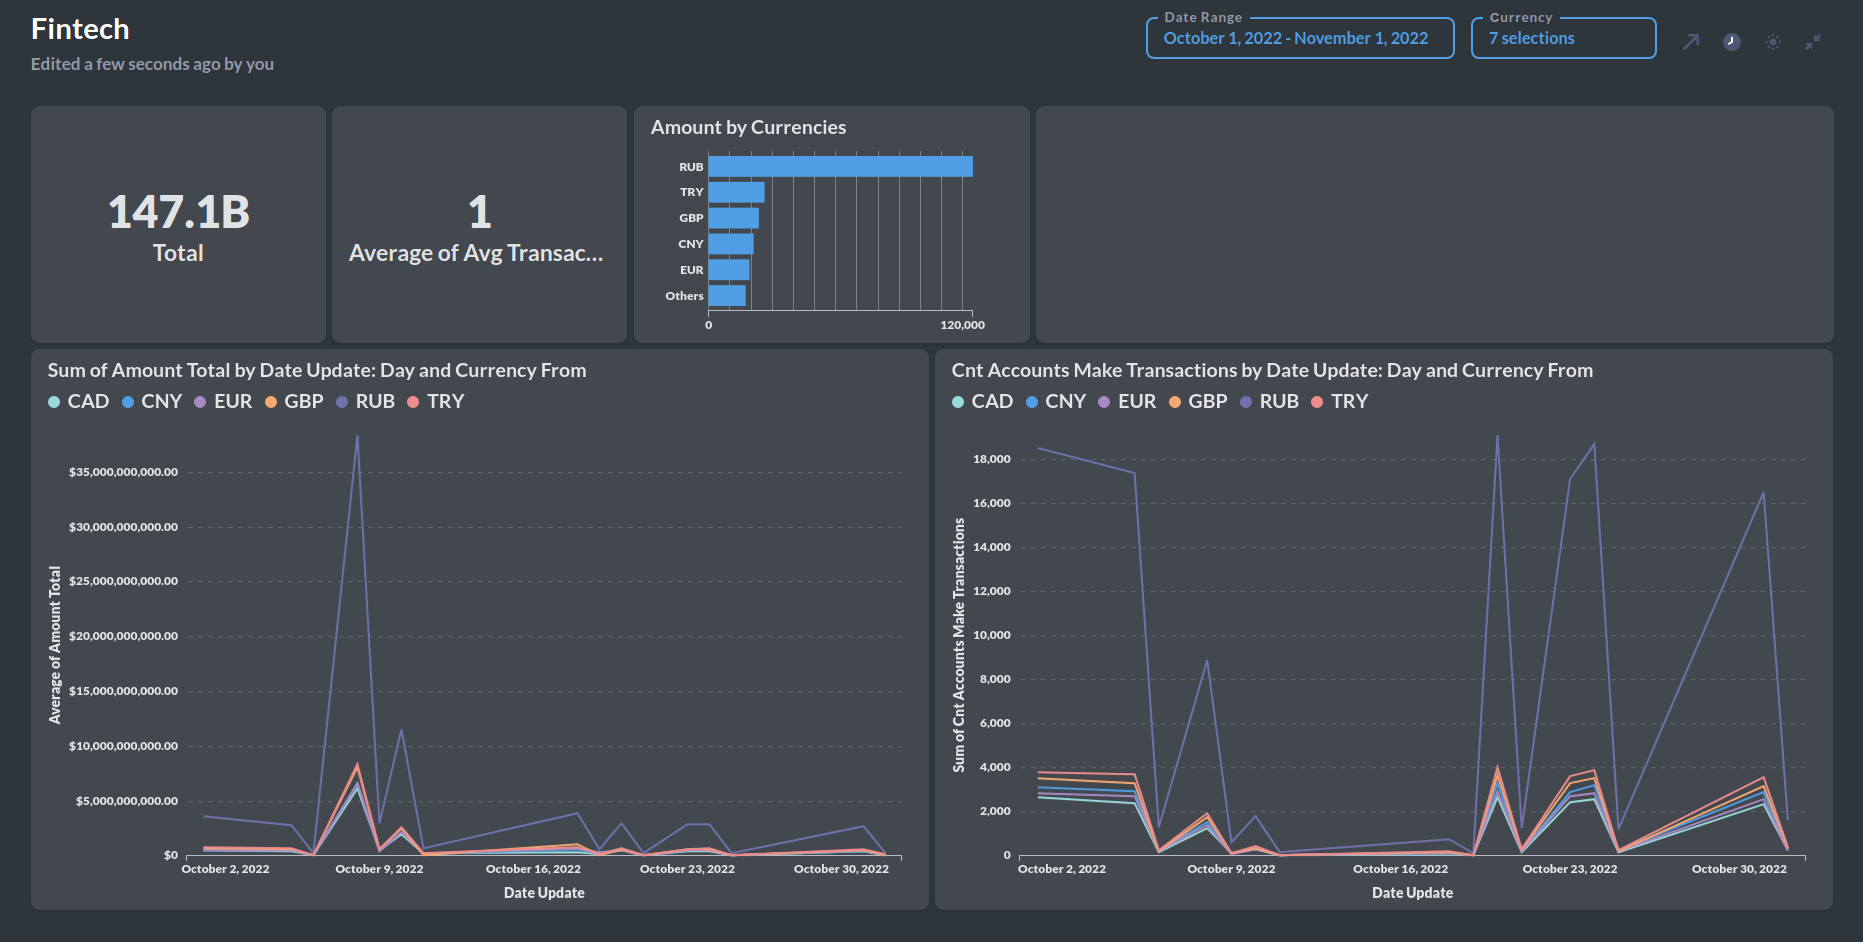 Fintech
Edited a few seconds ago by you
Date Range
October 1, 2022 - November 1, 2022
Currency
7 selections
147.1B
Total
1
Average of Avg Transac...
Amount by Currencies
RUB
TRY
GBP
CNY
EUR
Others
0
120,000
Sum of Amount Total by Date Update: Day and Currency From
CAD CNY EUR GBP RUB TRY
Average of Amount Total
$35,000,000,000.00
$30,000,000,000.00
$25,000,000,000.00
$20,000,000,000.00
$15,000,000,000.00
$10,000,000,000.00
$5,000,000,000.00
$0
October 2, 2022 October 9, 2022 October 16, 2022 October 23, 2022 October 30, 2022
Date Update
Cnt Accounts Make Transactions by Date Update: Day and Currency From
CAD CNY EUR GBP RUB TRY
Sum of Cnt Accounts Make Transactions
18,000
16,000
14,000
12,000
10,000
8,000
6,000
4,000
2,000
0
October 2, 2022 October 9, 2022 October 16, 2022 October 23, 2022 October 30, 2022
Date Update